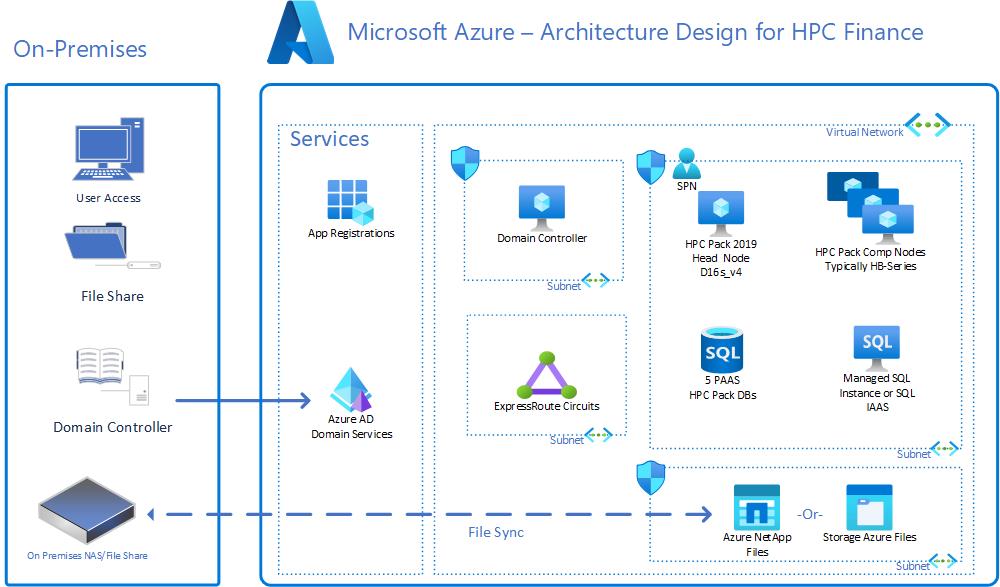 On-Premises
Microsoft Azure – Architecture Design for HPC Finance
User Access
File Share
Domain Controller
On Premises NAS/File Share
Services
App Registrations
Azure AD
Domain Services
Virtual Network
Domain Controller
Subnet
ExpressRoute Circuits
Subnet
SPN
HPC Pack 2019
Head Node
D16s_v4
HPC Pack Comp Nodes
Typically HB-Series
SQL
5 PAAS
HPC Pack DBs
SQL
Managed SQL
Instance or SQL
IAAS
Subnet
File Sync
Azure NetApp
Files
-Or-
Storage Azure Files
Subnet